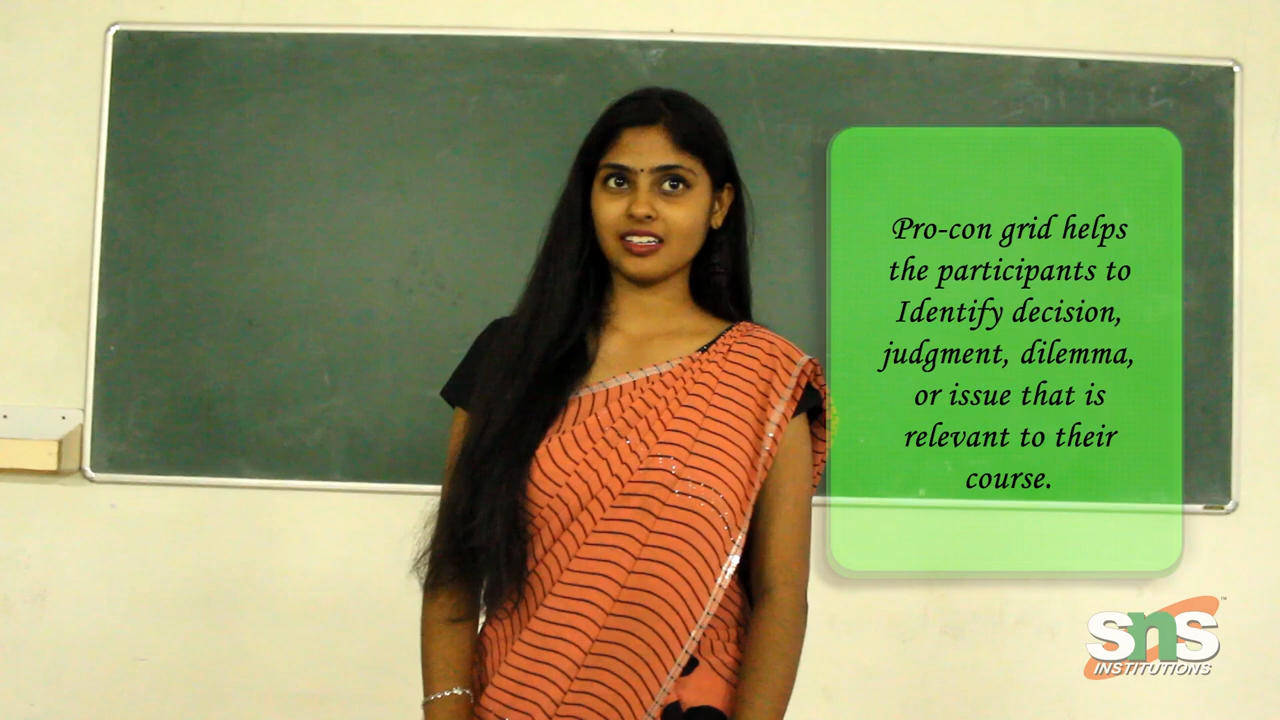 Pro-con grid helps
the participants to
Identify decision,
judgment, dilemma,
or issue that is
relevant to their
course.
sns
INSTITUTIONS
TM